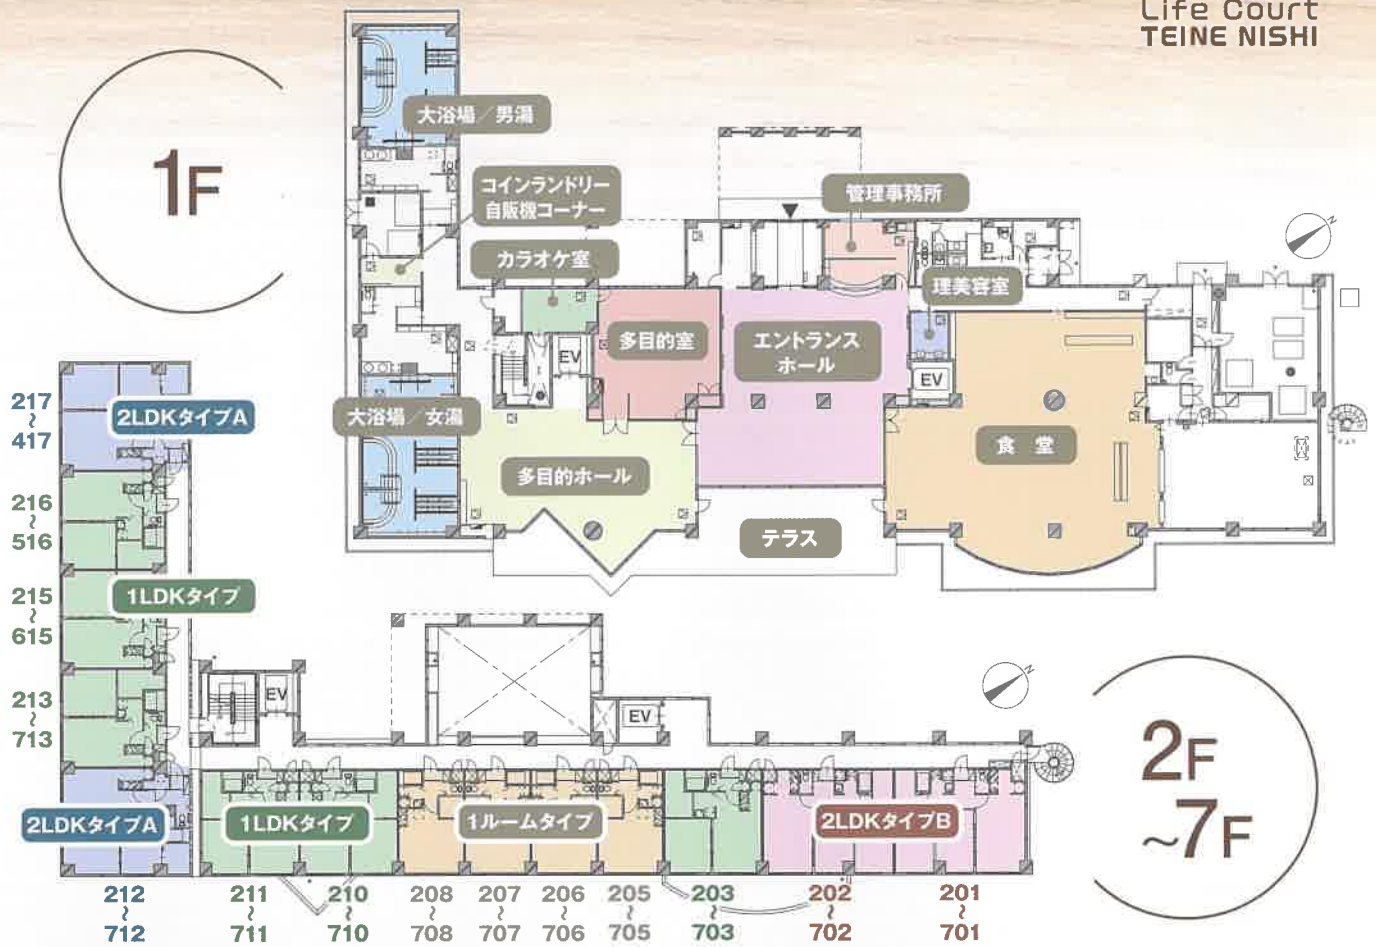 Life Court
TEINE NISHI
1F
大浴場／男湯
コインランドリー
自販機コーナー
カラオケ室
管理事務所
理美容室
多目的室
エントランス
ホール
EV
EV
大浴場／女湯
多目的ホール
食堂
テラス
N
217
〜
417
2LDKタイプA
216
〜
516
215
〜
615
1LDKタイプ
213
〜
713
EV
EV
N
2F
~7F
2LDKタイプA
1LDKタイプ
1ルームタイプ
2LDKタイプB
212
〜
712
211
〜
711
210
〜
710
208
〜
708
207
〜
707
206
〜
706
205
〜
705
203
〜
703
202
〜
702
201
〜
701